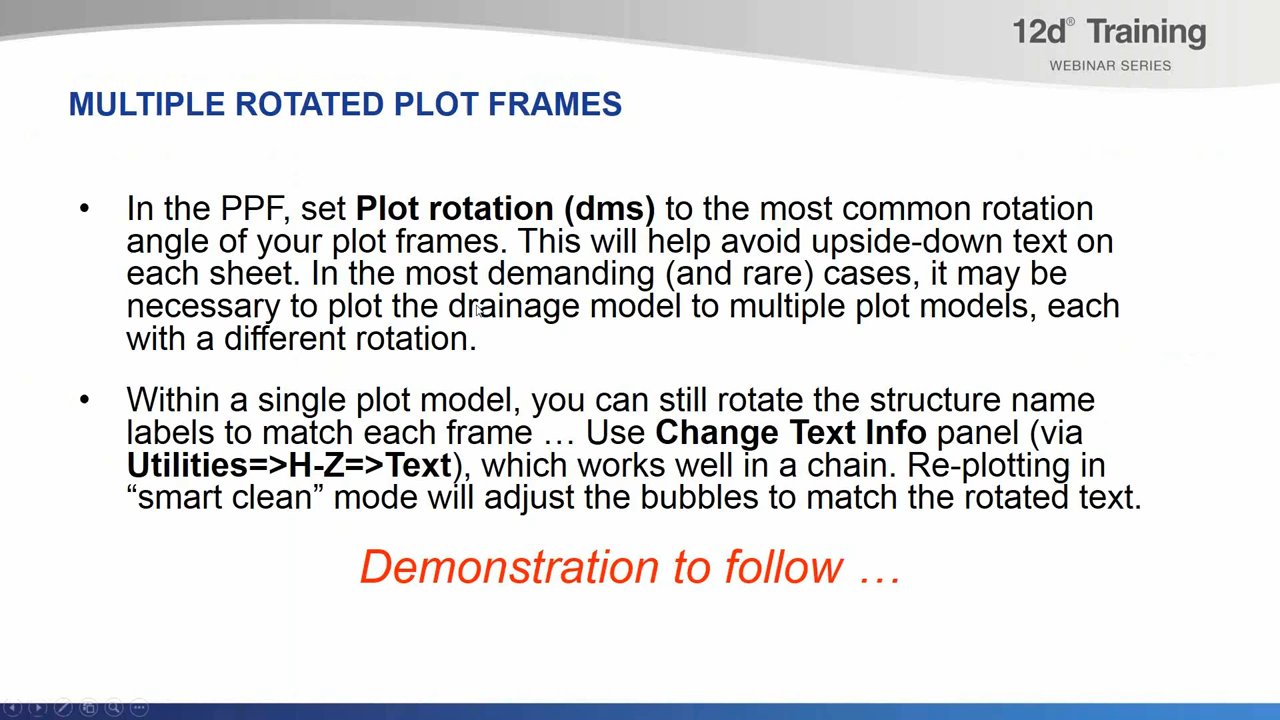 12d® Training
WEBINAR SERIES
MULTIPLE ROTATED PLOT FRAMES
• In the PPF, set Plot rotation (dms) to the most common rotation
angle of your plot frames. This will help avoid upside-down text on
each sheet. In the most demanding (and rare) cases, it may be
necessary to plot the drainage model to multiple plot models, each
with a different rotation.
• Within a single plot model, you can still rotate the structure name
labels to match each frame … Use Change Text Info panel (via
Utilities=>H-Z=>Text), which works well in a chain. Re-plotting in
“smart clean” mode will adjust the bubbles to match the rotated text.
Demonstration to follow …